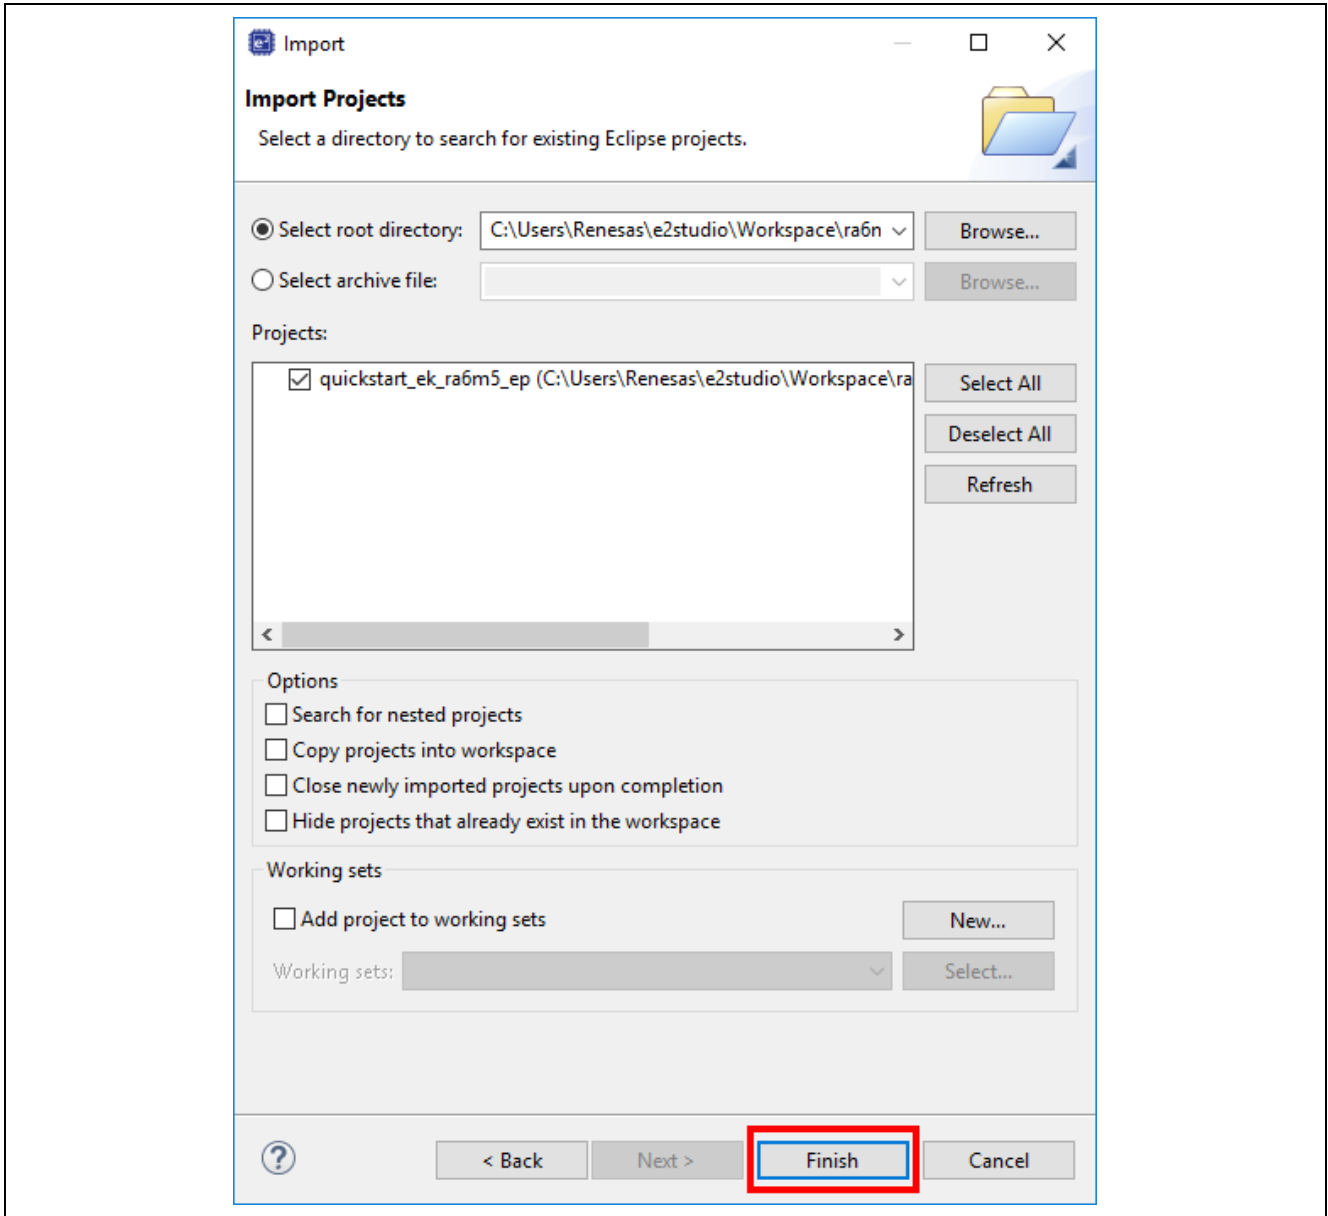 Import
Import Projects
Select a directory to search for existing Eclipse projects.
Select root directory: C:\Users\Renesas\e2studio\Workspace\ra6n Browse...
Select archive file: Browse...
Projects:
quickstart_ek_ra6m5_ep (C:\Users\Renesas\e2studio\Workspace\ra Select All
Deselect All
Refresh
Options
Search for nested projects
Copy projects into workspace
Close newly imported projects upon completion
Hide projects that already exist in the workspace
Working sets
Add project to working sets New...
Working sets: Select...
? < Back Next > Finish Cancel